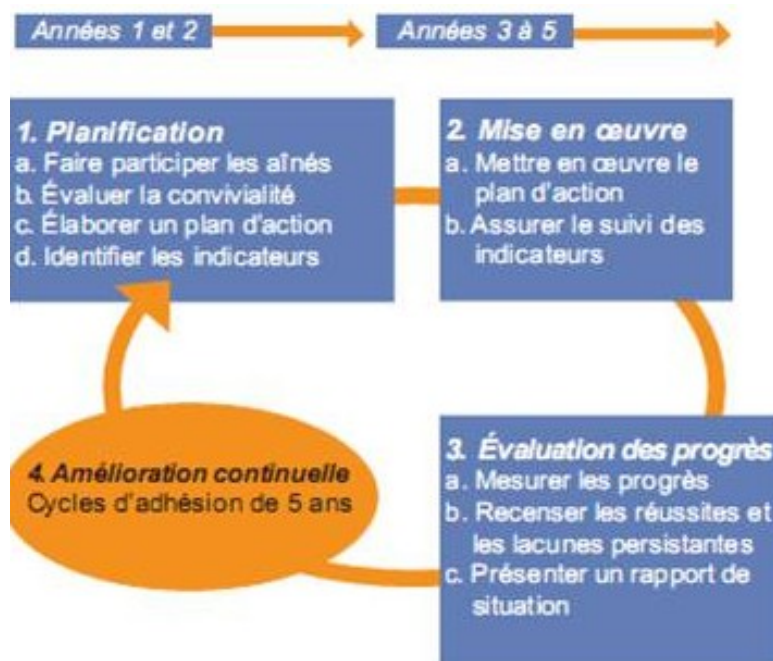 Années 1 et 2
Années 3 à 5
1. Planification
a. Faire participer les aînés
b. Évaluer la convivialité
c. Élaborer un plan d'action
d. Identifier les indicateurs
2. Mise en œuvre
a. Mettre en œuvre le
plan d'action
b. Assurer le suivi des
indicateurs
3. Évaluation des progrès
a. Mesurer les progrès
b. Recenser les réussites et
les lacunes persistantes
c. Présenter un rapport de
situation
4. Amélioration continuelle
Cycles d'adhésion de 5 ans